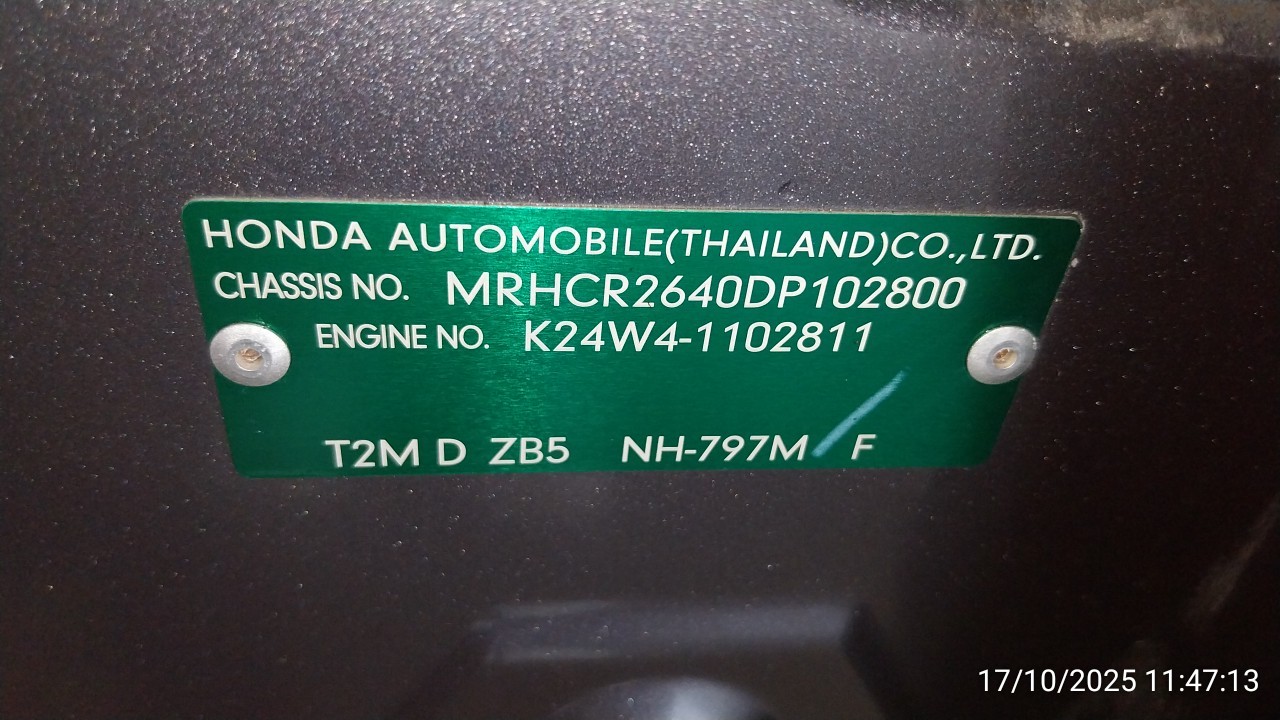 HONDA AUTOMOBILE(THAILAND)CO.,LTD.
CHASSIS NO. MRHCR2640DP102800
ENGINE NO. K24W4-1102811
T2M D ZB5 NH-797M F
17/10/2025 11:47:13